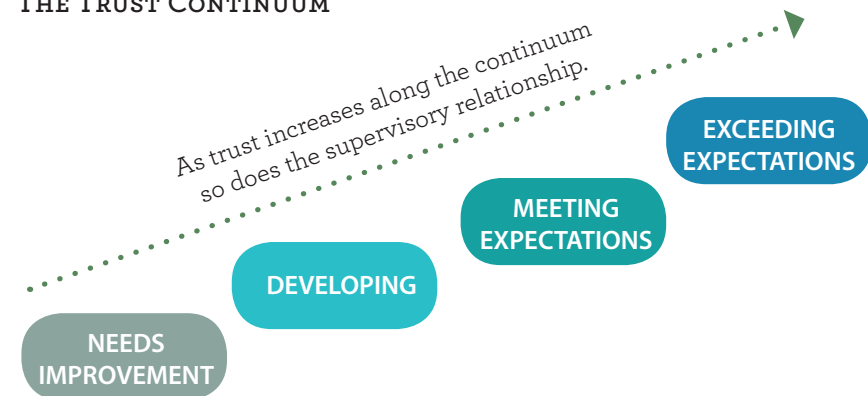 THE TRUST CONTINUUM
As trust increases along the continuum
so does the supervisory relationship.
EXCEEDING
EXPECTATIONS
MEETING
EXPECTATIONS
DEVELOPING
NEEDS
IMPROVEMENT